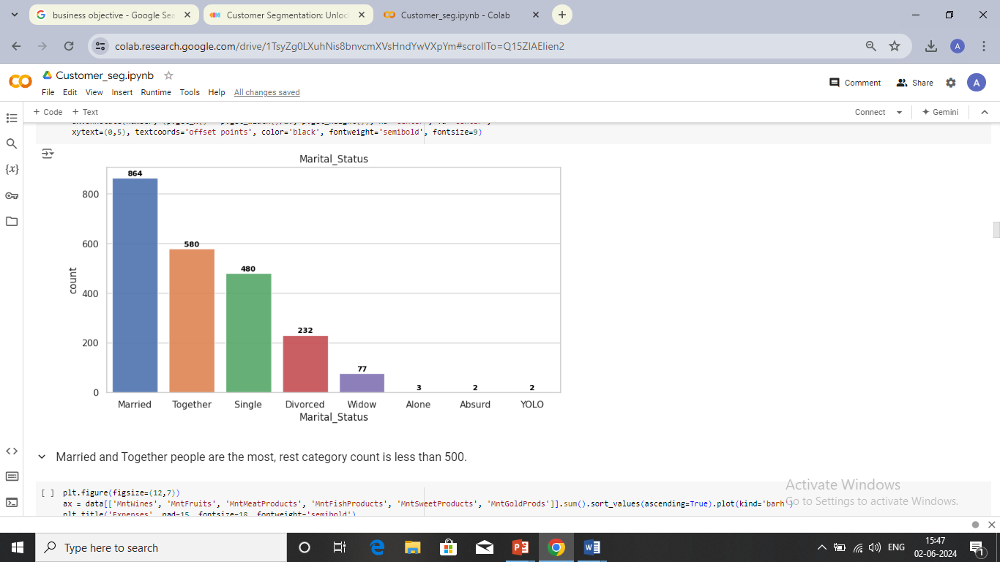 business objective - Google Sea
Customer Segmentation: Unloc
Customer_seg.ipynb - Colab
colab.research.google.com/drive/1TsyZg0LXuhNis8bnvcmXVsHndYwVXpYm#scrollTo=Q15ZIAElien2
A
Customer_seg.ipynb
File Edit View Insert Runtime Tools Help All changes saved
Comment Share A
+ Code + Text
Connect Gemini
xytext=(0,5), textcoords='offset points', color='black', fontweight='semibold', fontsize=9)
{x}
Marital_Status
864
800
600
580
480
count
400
232
200
77
3
2
2
0
Married Together Single Divorced Widow Alone Absurd YOLO
Marital_Status
Married and Together people are the most, rest category count is less than 500.
[ ] plt.figure(figsize=(12,7))
ax = data[['MntWines', 'MntFruits', 'MntMeatProducts', 'MntFishProducts', 'MntSweetProducts', 'MntGoldProds']].sum().sort_values(ascending=True).plot(kind='barh')
plt.title('Expenses', pad=15, fontsize=18, fontweight='semibold')
Activate Windows
Go to Settings to activate Windows.
Type here to search
ENG
15:47
02-06-2024
1